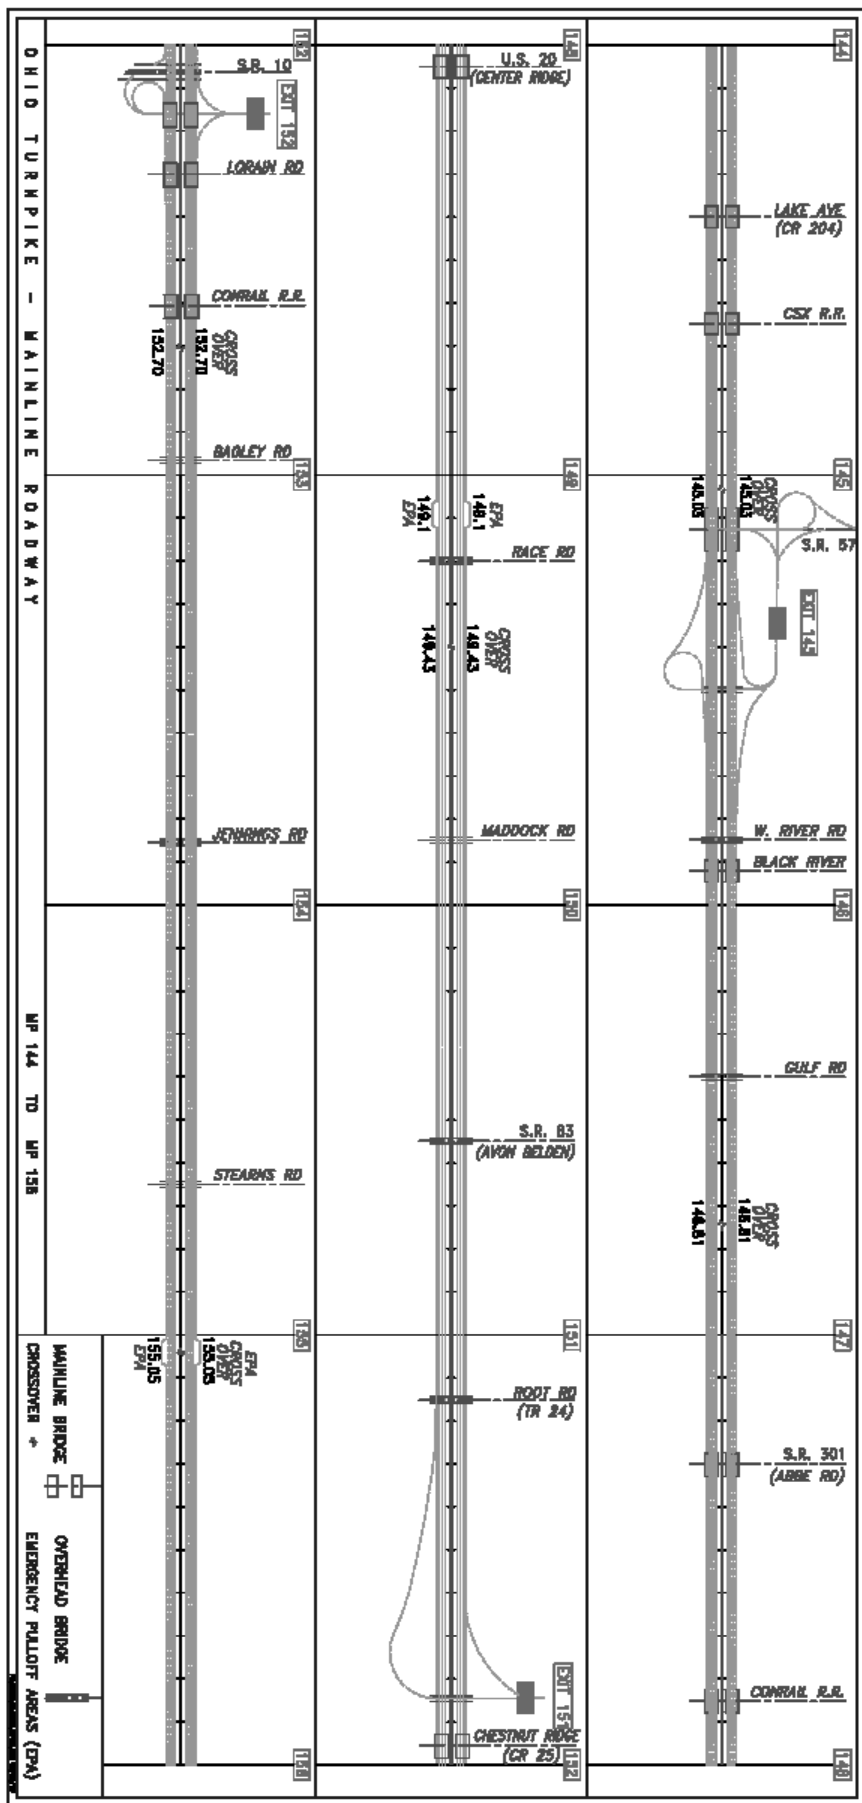 144
LAKE AVE
(CR 204)
CSX R.R.
145
CROSS
OVER
145.03
145.03
S.R. 57
EXIT 145
W. RIVER RD
BLACK RIVER
146
GULF RD
CROSS
OVER
146.81
146.81
147
S.R. 301
(ABBE RD)
CONRAIL R.R.
148
148
U.S. 20
(CENTER RIDGE)
149
EPA
149.1
149.1
EPA
RACE RD
CROSS
OVER
149.43
149.43
MADDOCK RD
150
S.R. 83
(AVON BELDEN)
151
ROOT RD
(TR 24)
EXIT 151
CHESTNUT RIDGE
(CR 25)
152
152
S.R. 10
EXIT 152
LORAIN RD
CONRAIL R.R.
CROSS
OVER
152.70
152.70
BAGLEY RD
153
JENNINGS RD
154
STEARNS RD
155
EPA
CROSS
OVER
155.05
155.05
EPA
156
OHIO TURNPIKE - MAINLINE ROADWAY
MP 144 TO MP 156
MAINLINE BRIDGE
OVERHEAD BRIDGE
CROSSOVER
EMERGENCY PULLOFF AREAS (EPA)